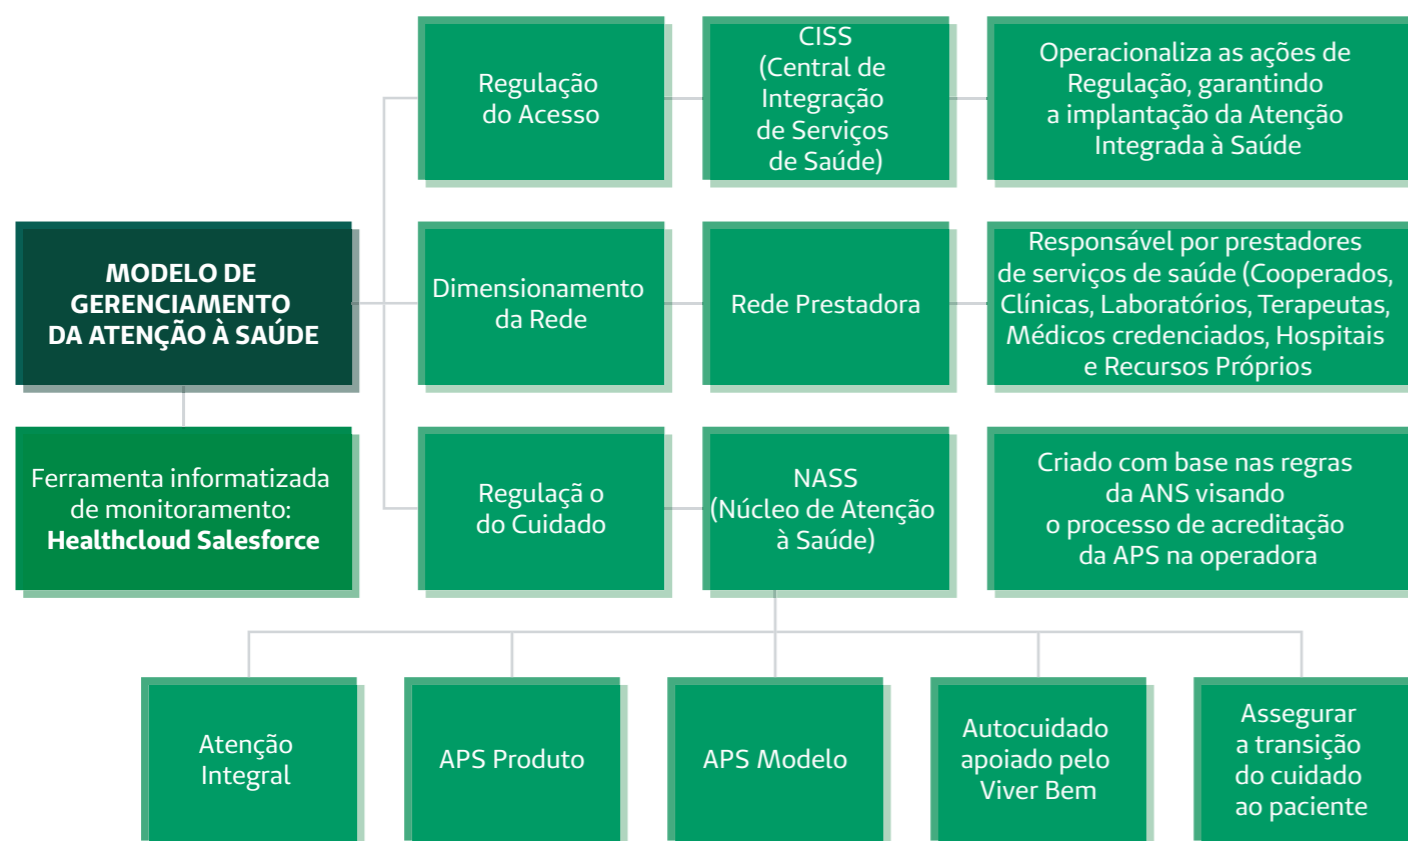 Regulação
do Acesso
CISS
(Central de
Integração
de Serviços
de Saúde)
Operacionaliza as ações de
Regulação, garantindo
a implantação da Atenção
Integrada à Saúde
MODELO DE
GERENCIAMENTO
DA ATENÇÃO À SAÚDE
Dimensionamento
da Rede
Rede Prestadora
Responsável por prestadores
de serviços de saúde (Cooperados,
Clínicas, Laboratórios, Terapeutas,
Médicos credenciados, Hospitais
e Recursos Próprios
Ferramenta informatizada
de monitoramento:
Healthcloud Salesforce
Regulaçã o
do Cuidado
NASS
(Núcleo de Atenção
à Saúde)
Criado com base nas regras
da ANS visando
o processo de acreditação
da APS na operadora
Atenção
Integral
APS Produto
APS Modelo
Autocuidado
apoiado pelo
Viver Bem
Assegurar
a transição
do cuidado
ao paciente